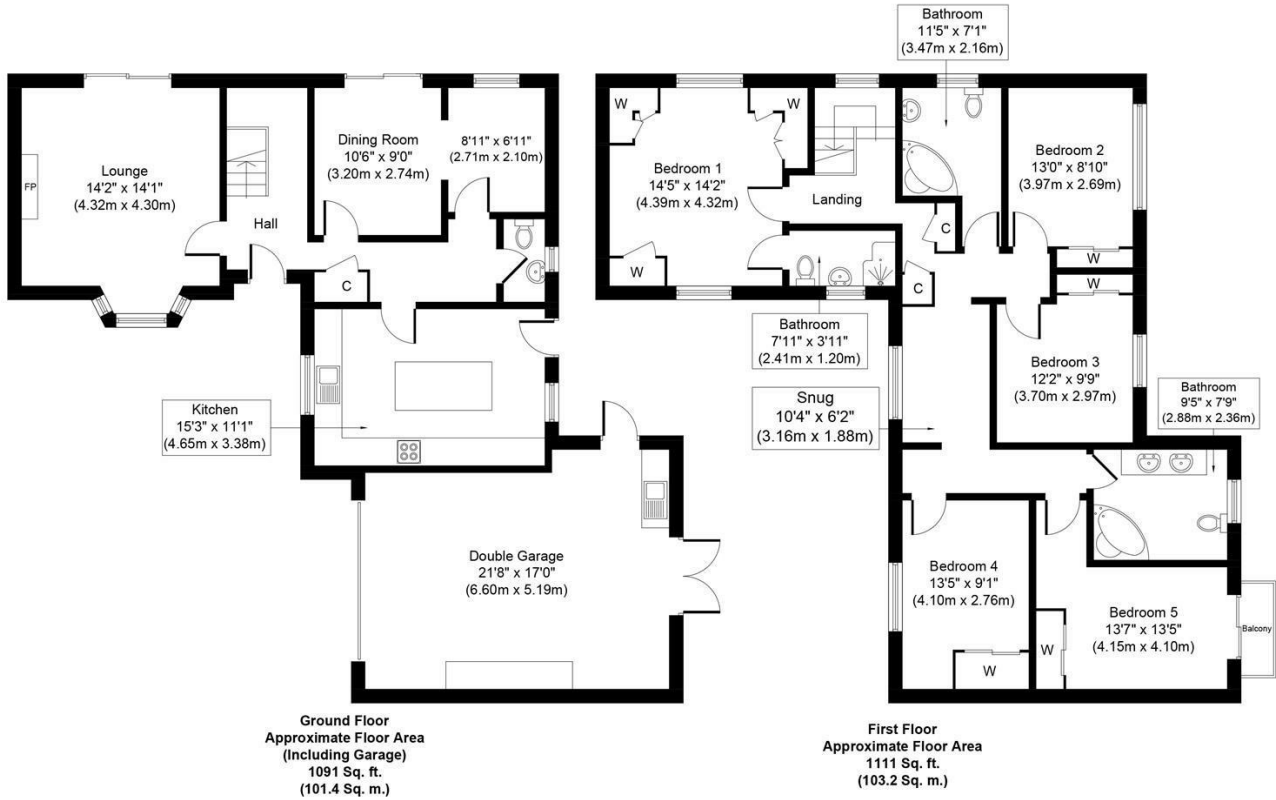 Lounge
14'2" x 14'1"
(4.32m x 4.30m)
FP
Hall
Dining Room
10'6" x 9'0"
(3.20m x 2.74m)
8'11" x 6'11"
(2.71m x 2.10m)
C
Kitchen
15'3" x 11'1"
(4.65m x 3.38m)
Double Garage
21'8" x 17'0"
(6.60m x 5.19m)
Ground Floor
Approximate Floor Area
(Including Garage)
1091 Sq. ft.
(101.4 Sq. m.)
Bathroom
11'5" x 7'1"
(3.47m x 2.16m)
W
W
Bedroom 1
14'5" x 14'2"
(4.39m x 4.32m)
W
Landing
C
C
Bedroom 2
13'0" x 8'10"
(3.97m x 2.69m)
W
W
Bathroom
7'11" x 3'11"
(2.41m x 1.20m)
Bedroom 3
12'2" x 9'9"
(3.70m x 2.97m)
Snug
10'4" x 6'2"
(3.16m x 1.88m)
Bathroom
9'5" x 7'9"
(2.88m x 2.36m)
Bedroom 4
13'5" x 9'1"
(4.10m x 2.76m)
W
W
Bedroom 5
13'7" x 13'5"
(4.15m x 4.10m)
Balcony
First Floor
Approximate Floor Area
1111 Sq. ft.
(103.2 Sq. m.)